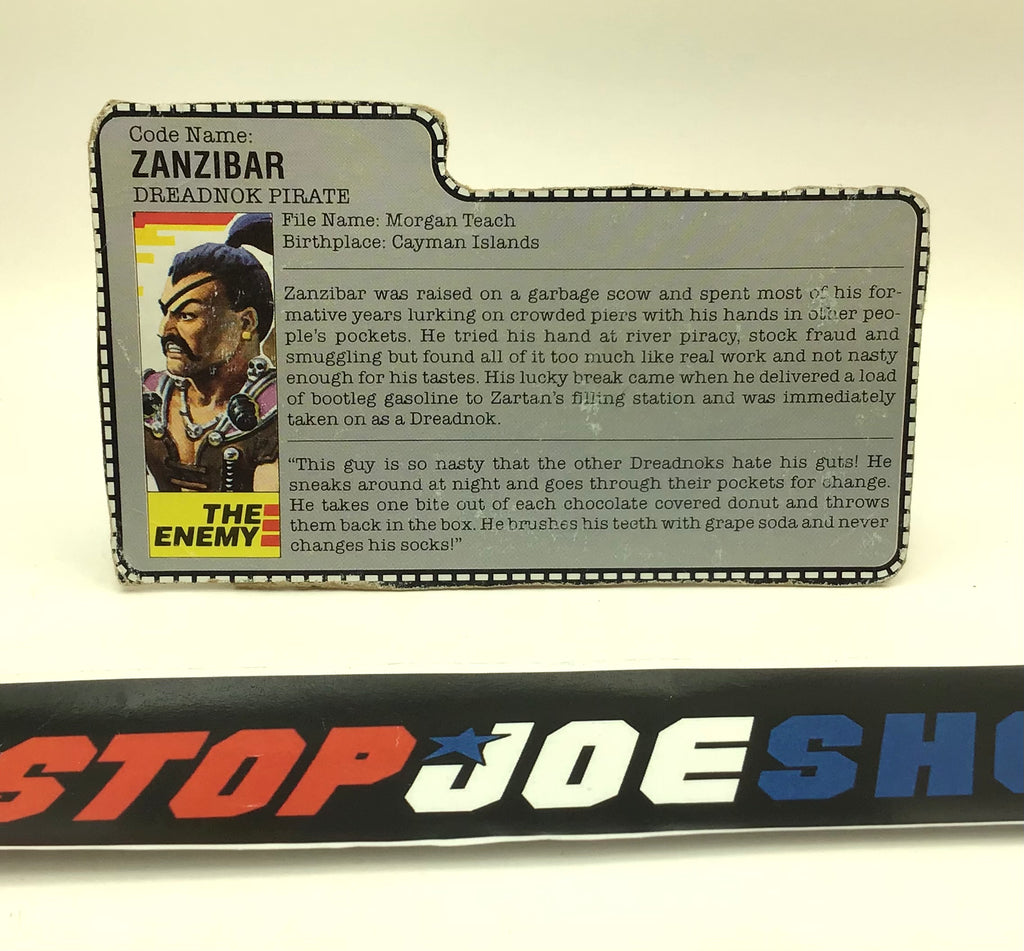 Code Name:
ZANZIBAR
DREADNOK PIRATE
File Name: Morgan Teach
Birthplace: Cayman Islands
Zanzibar was raised on a garbage scow and spent most of his for-
mative years lurking on crowded piers with his hands in other peo-
ple's pockets. He tried his hand at river piracy, stock fraud and
smuggling but found all of it too much like real work and not nasty
enough for his tastes. His lucky break came when he delivered a load
of bootleg gasoline to Zartan's filling station and was immediately
taken on as a Dreadnok.
"This guy is so nasty that the other Dreadnoks hate his guts! He
sneaks around at night and goes through their pockets for change.
He takes one bite out of each chocolate covered donut and throws
them back in the box. He brushes his teeth with grape soda and never
changes his socks!"
THE
ENEMY
STOP JOE SHO